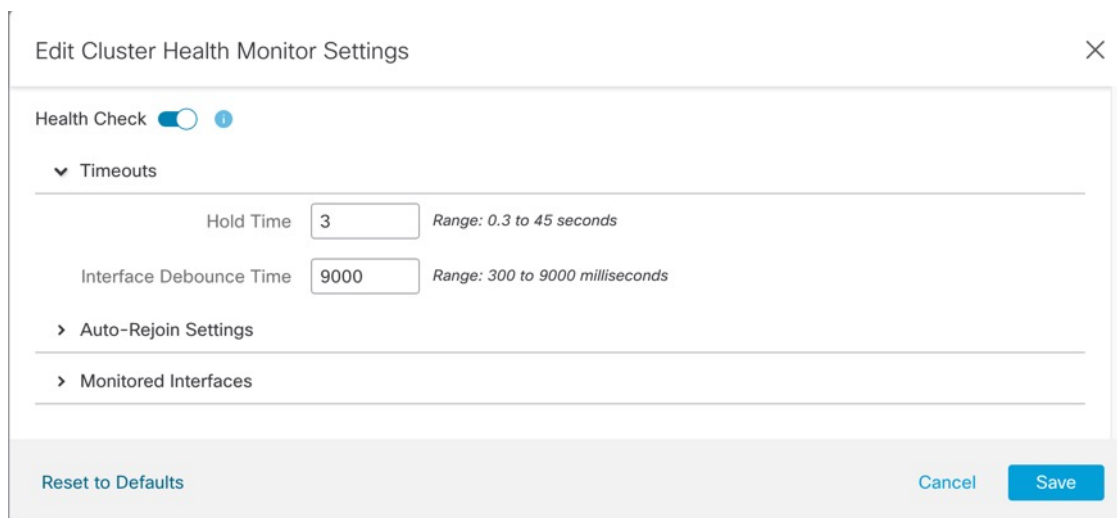 Edit Cluster Health Monitor Settings
Health Check
Timeouts
Hold Time 3 Range: 0.3 to 45 seconds
Interface Debounce Time 9000 Range: 300 to 9000 milliseconds
Auto-Rejoin Settings
Monitored Interfaces
Reset to Defaults Cancel Save